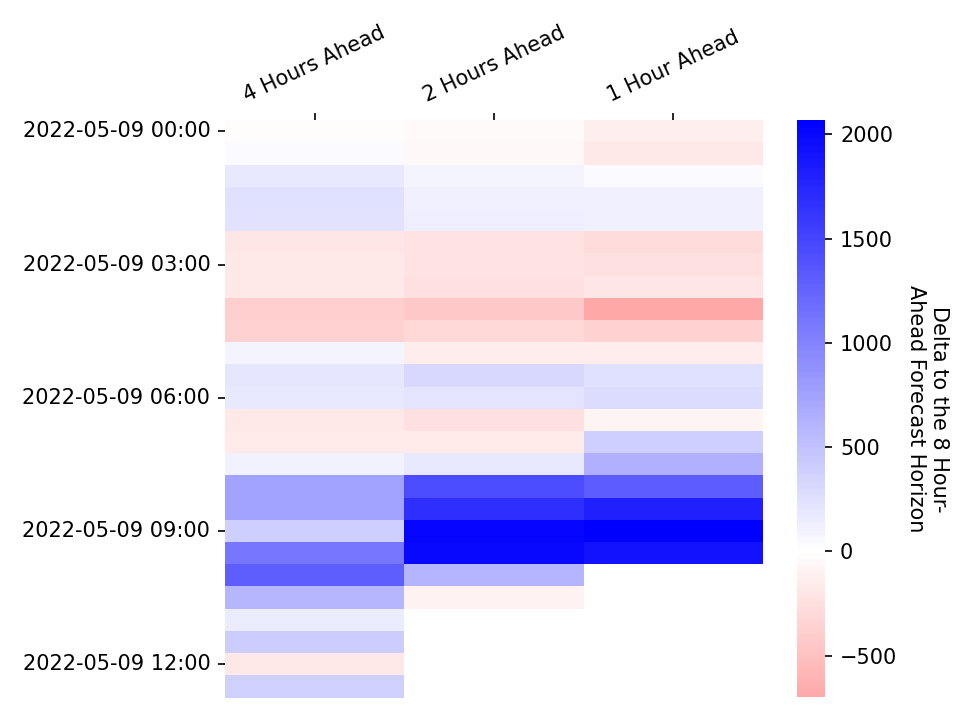 4 Hours Ahead
2 Hours Ahead
1 Hour Ahead
2022-05-09 00:00
2022-05-09 03:00
2022-05-09 06:00
2022-05-09 09:00
2022-05-09 12:00
2000
1500
1000
500
0
−500
Delta to the 8 Hour-
Ahead Forecast Horizon